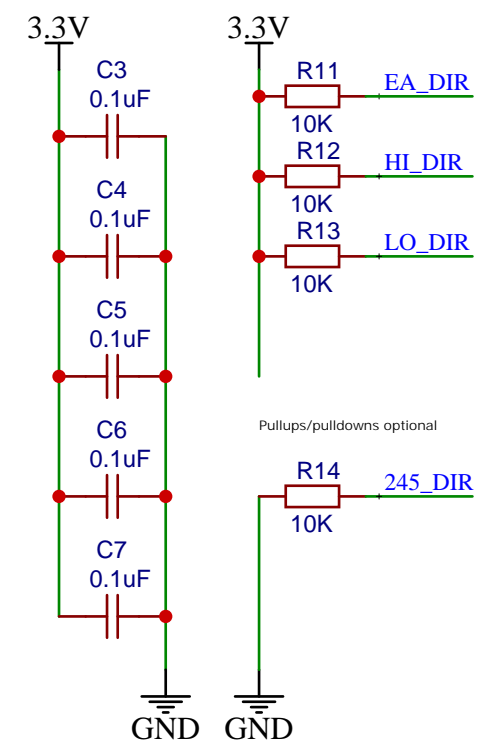 3.3V
C3
0.1uF
C4
0.1uF
C5
0.1uF
C6
0.1uF
C7
0.1uF
GND
3.3V
R11
EA_DIR
10K
R12
HI_DIR
10K
R13
LO_DIR
10K
Pullups/pulldowns optional
R14
245_DIR
10K
GND